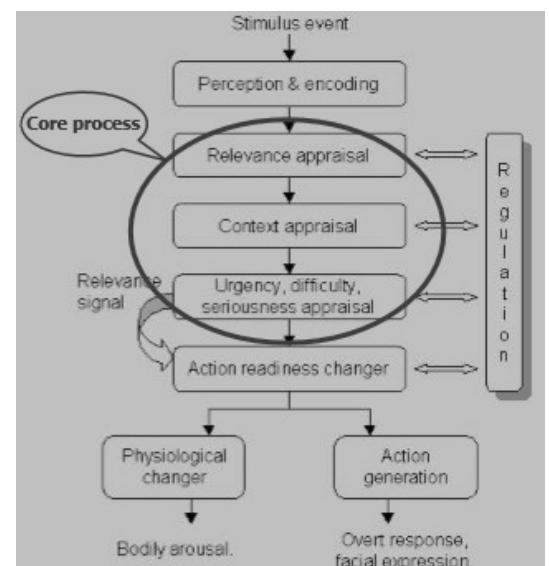 Stimulus event
Perception & encoding
Core process
Relevance appraisal
Context appraisal
Relevance
signal
Urgency, difficulty,
seriousness appraisal
Action readiness changer
Regulation
Physiological
changer
Action
generation
Bodily arousal.
Overt response,
facial expression